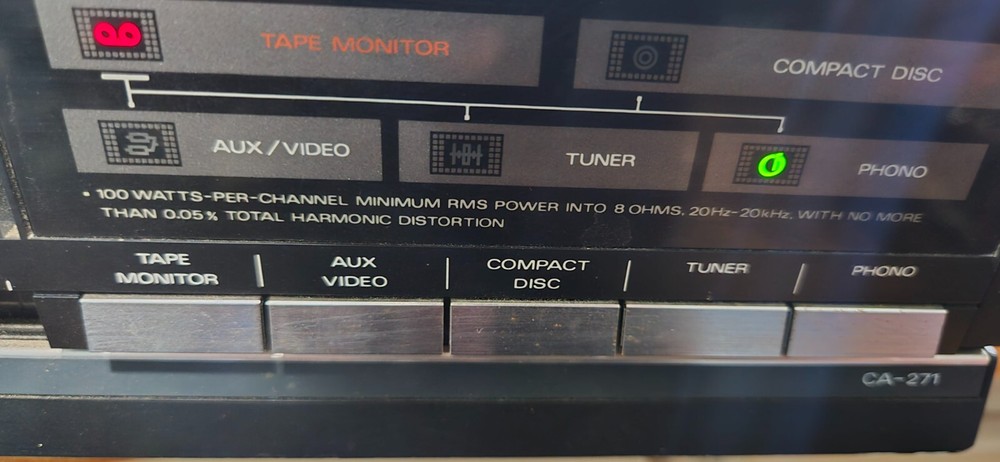 TAPE MONITOR
COMPACT DISC
AUX/VIDEO
TUNER
PHONO
• 100 WATTS-PER-CHANNEL MINIMUM RMS POWER INTO 8 OHMS, 20Hz-20kHz, WITH NO MORE
THAN 0.05% TOTAL HARMONIC DISTORTION
TAPE
MONITOR
AUX
VIDEO
COMPACT
DISC
TUNER
PHONO
CA-271